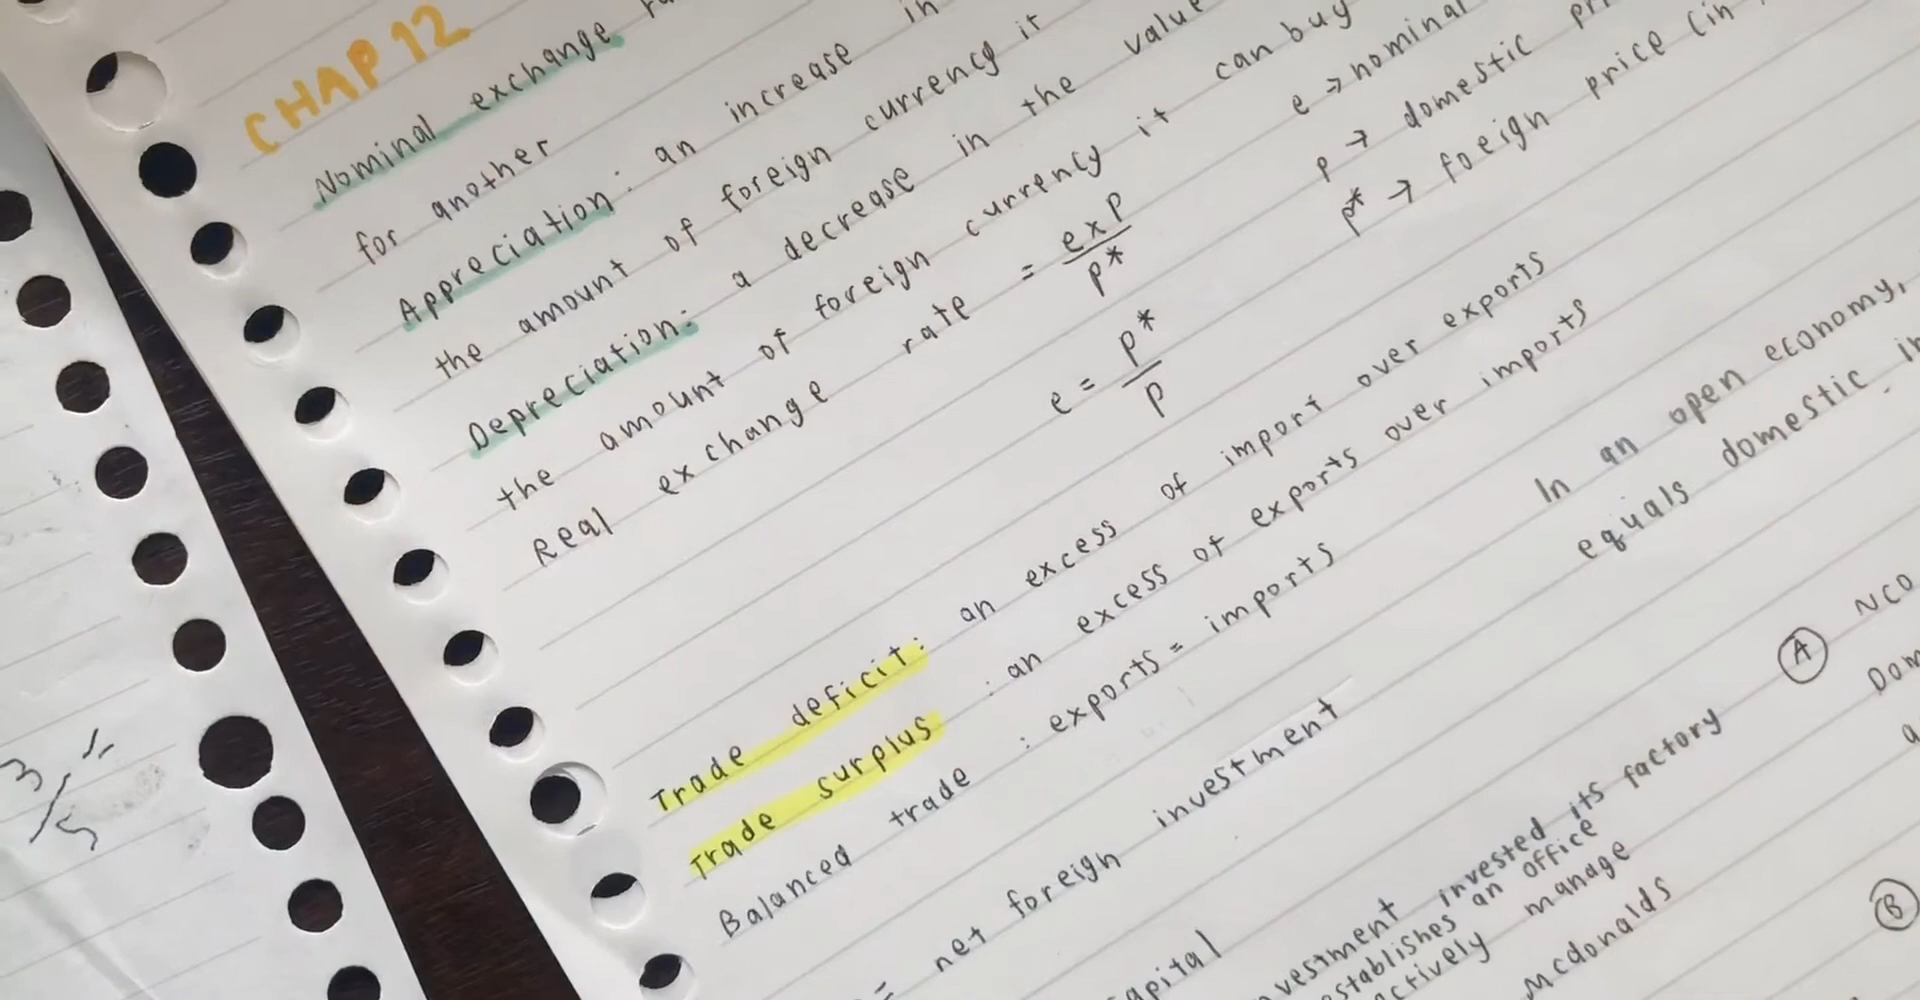 CHAP 12
Nominal exchange
for another
Appreciation: an increase in
the amount of foreign currency it
Depreciation: a decrease in the value
the amount of foreign currency it can buy
Real exchange rate = e x P / P*
e → nominal
P → domestic
P* → foeign price (in
e = P* / P
Trade deficit: an excess of import over exports
Trade surplus : an excess of exports over imports
Balanced trade : exports = imports
= net foreign investment
In an open economy,
equals domestic
A NCO
invested its factory
establishes an office
manage
mcdonalds
B
3/5